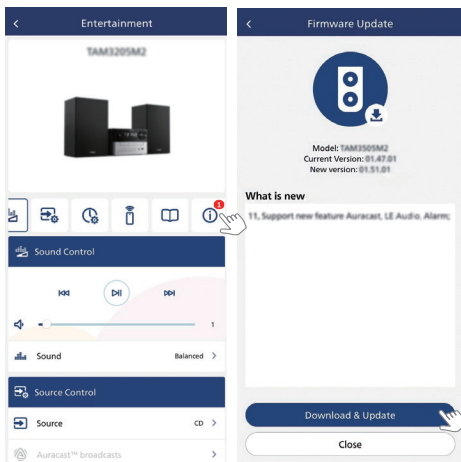 Entertainment
TAM3205M2
1
Sound Control
1
Sound
Balanced
Source Control
Source
CD
Auracast™ broadcasts
Firmware Update
Model: TAM3505M2
Current Version: 01.47.01
New version: 01.51.01
What is new
11, Support new feature Auracast, LE Audio. Alarm;
Download & Update
Close